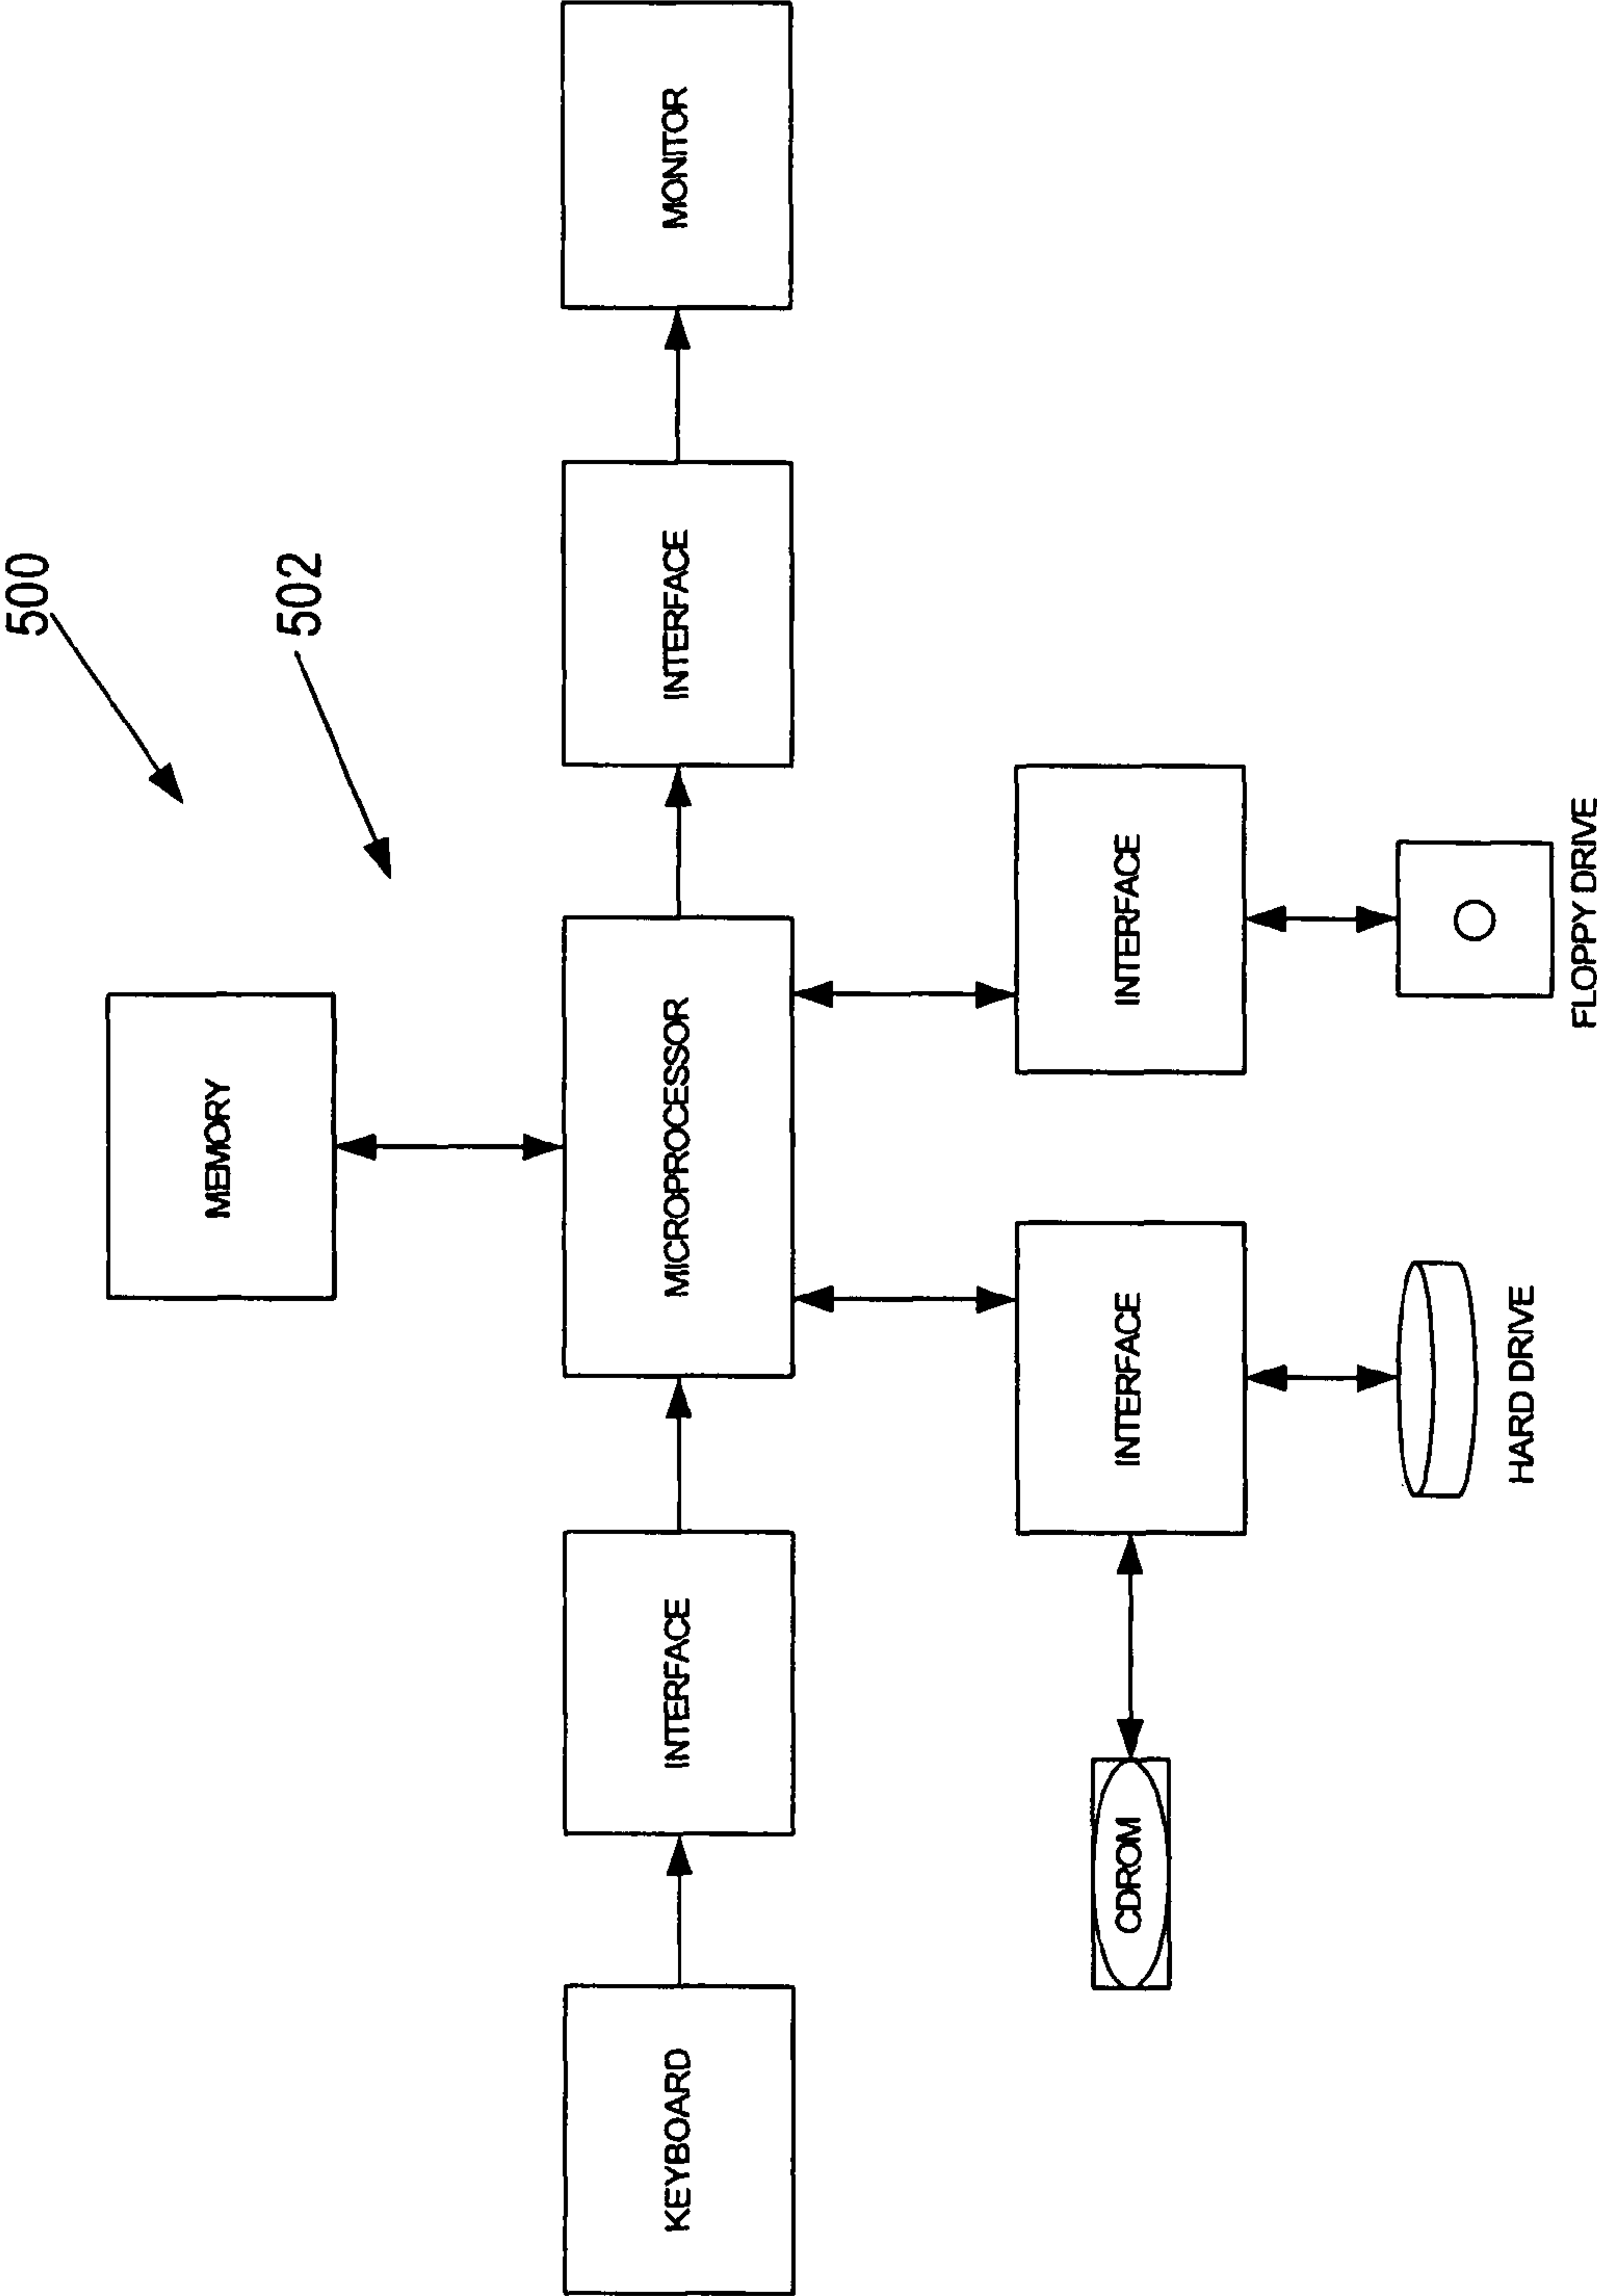 500
MEMORY
502
KEYBOARD
INTERFACE
MICROPROCESSOR
INTERFACE
MONITOR
CDROM
INTERFACE
INTERFACE
HARD DRIVE
FLOPPY DRIVE